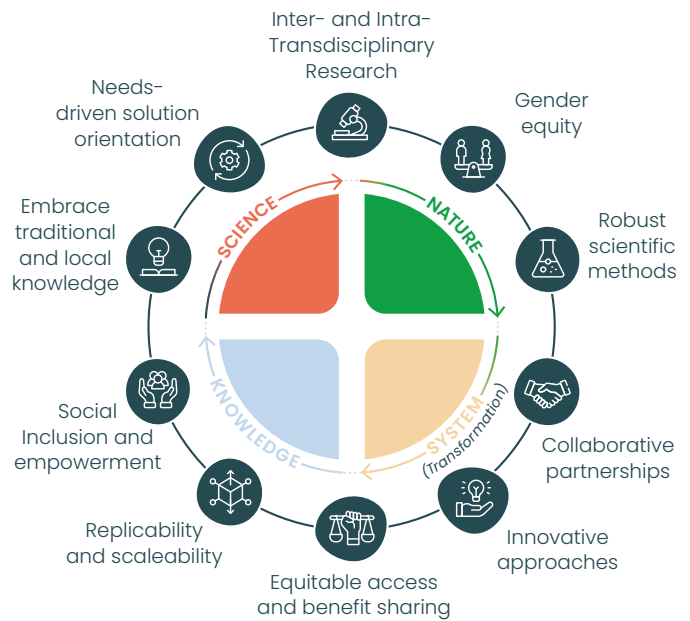 Inter- and Intra-
Transdisciplinary
Research
Gender
equity
Robust
scientific
methods
Collaborative
partnerships
Innovative
approaches
Equitable access
and benefit sharing
Replicability
and scaleability
Social
Inclusion and
empowerment
Embrace
traditional
and local
knowledge
Needs-
driven solution
orientation
SCIENCE
NATURE
SYSTEM
(Transformation)
KNOWLEDGE